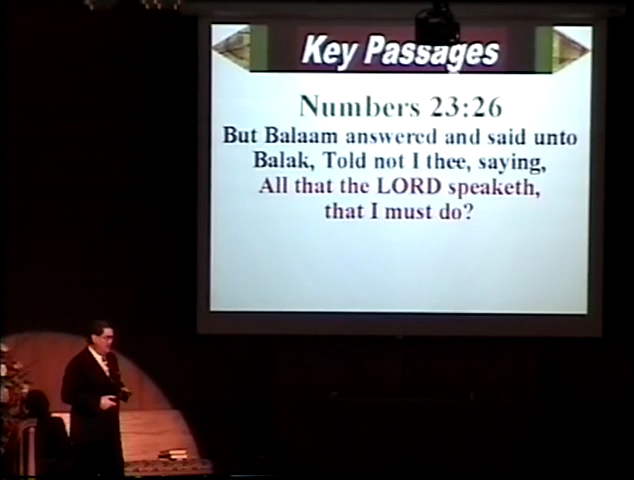 Key Passages
Numbers 23:26
But Balaam answered and said unto
Balak, Told not I thee, saying,
All that the LORD speaketh,
that I must do?